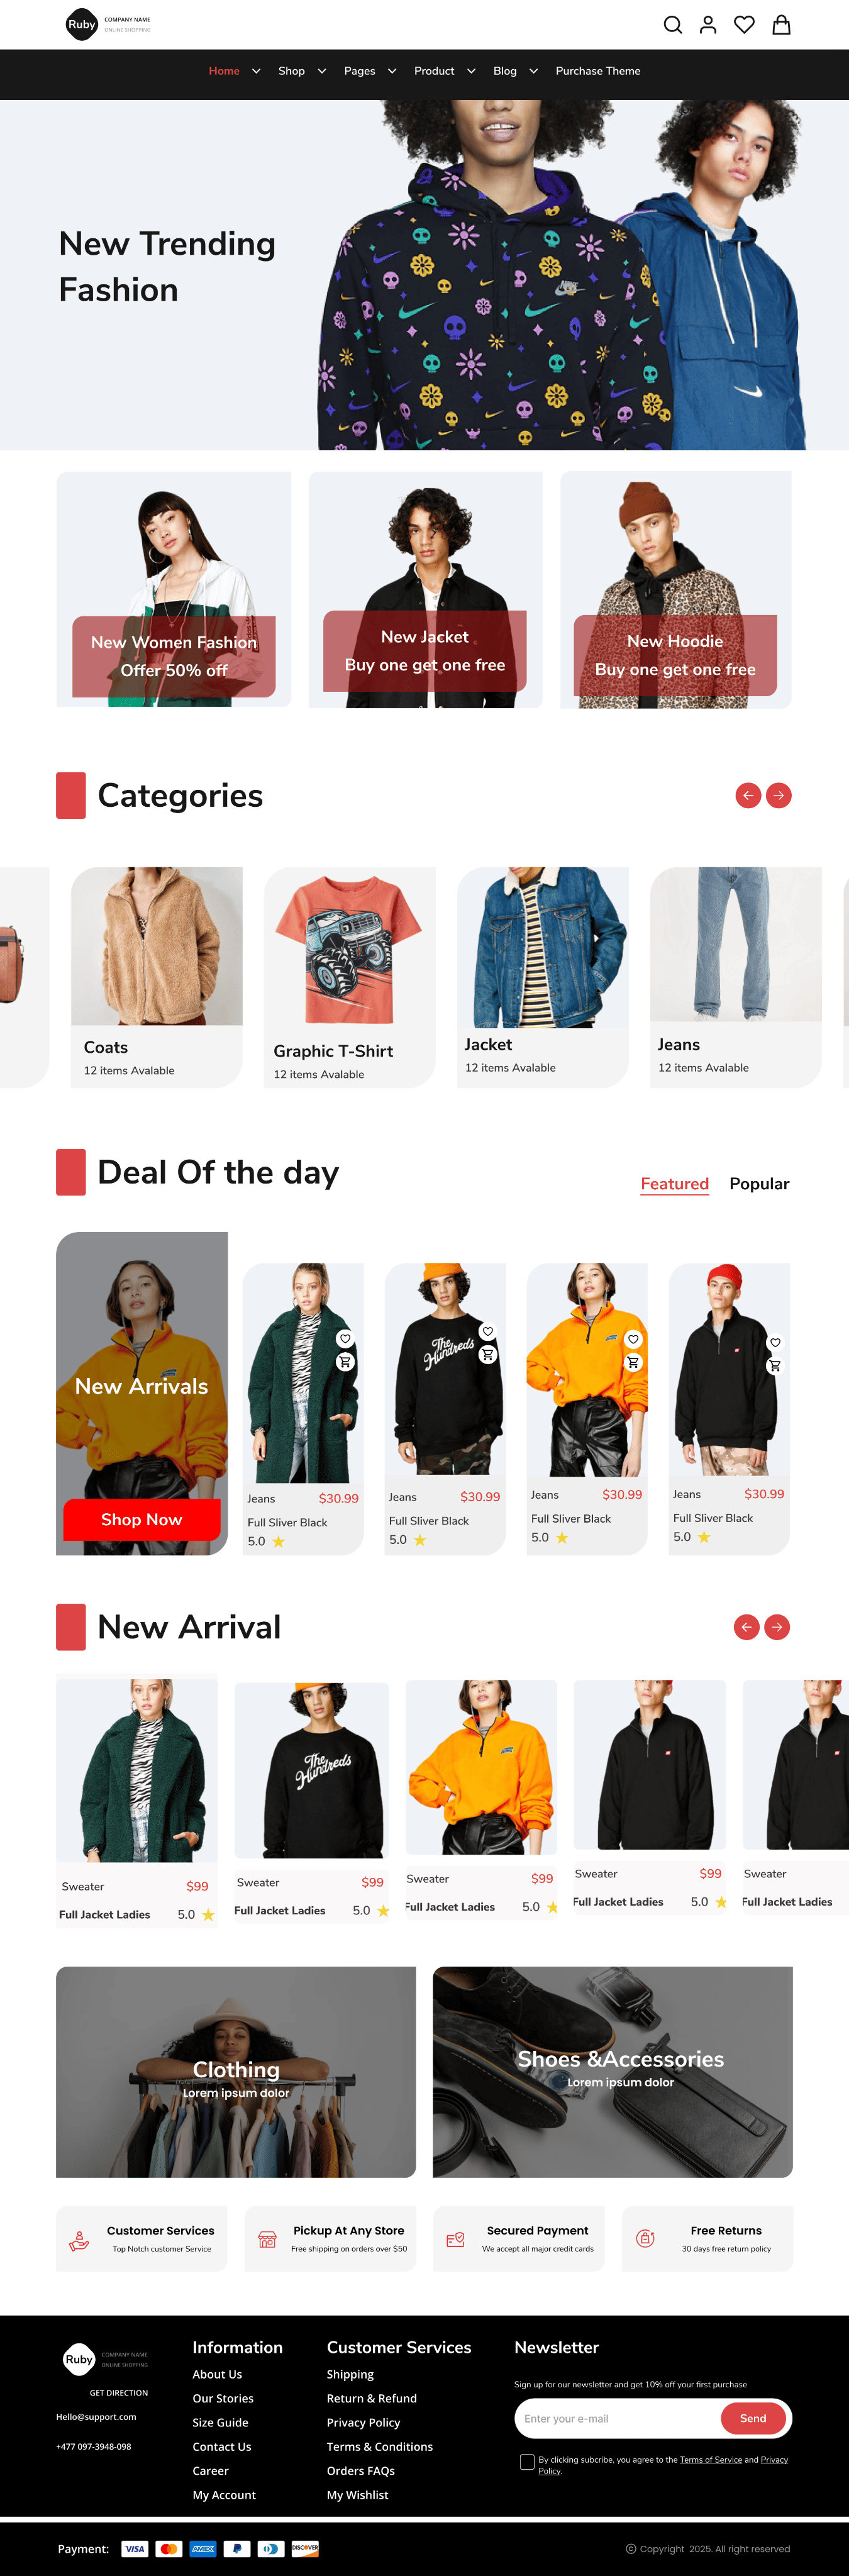 Ruby
COMPANY NAME
ONLINE SHOPPING
Home Shop Pages Product Blog Purchase Theme
New Trending
Fashion
New Women Fashion
Offer 50% off
New Jacket
Buy one get one free
New Hoodie
Buy one get one free
Categories
Coats
12 items Avalable
Graphic T-Shirt
12 items Avalable
Jacket
12 items Avalable
Jeans
12 items Avalable
Deal Of the day
Featured Popular
New Arrivals
Shop Now
Jeans $30.99
Full Sliver Black
5.0
The
Hundreds
Jeans $30.99
Full Sliver Black
5.0
Jeans $30.99
Full Sliver Black
5.0
Jeans $30.99
Full Sliver Black
5.0
New Arrival
Sweater $99
Full Jacket Ladies 5.0
The
Hundreds
Sweater $99
Full Jacket Ladies 5.0
Sweater $99
Full Jacket Ladies 5.0
Sweater $99
Full Jacket Ladies 5.0
Sweater
Full Jacket Ladies
Clothing
Lorem ipsum dolor
Shoes &Accessories
Lorem ipsum dolor
Customer Services
Top Notch customer Service
Pickup At Any Store
Free shipping on orders over $50
Secured Payment
We accept all major credit cards
Free Returns
30 days free return policy
Ruby
COMPANY NAME
ONLINE SHOPPING
GET DIRECTION
Hello@support.com
+477 097-3948-098
Information
About Us
Our Stories
Size Guide
Contact Us
Career
My Account
Customer Services
Shipping
Return & Refund
Privacy Policy
Terms & Conditions
Orders FAQs
My Wishlist
Newsletter
Sign up for our newsletter and get 10% off your first purchase
Enter your e-mail
Send
By clicking subcribe, you agree to the Terms of Service and Privacy
Policy.
Payment: VISA AMEX DISCOVER
© Copyright 2025. All right reserved